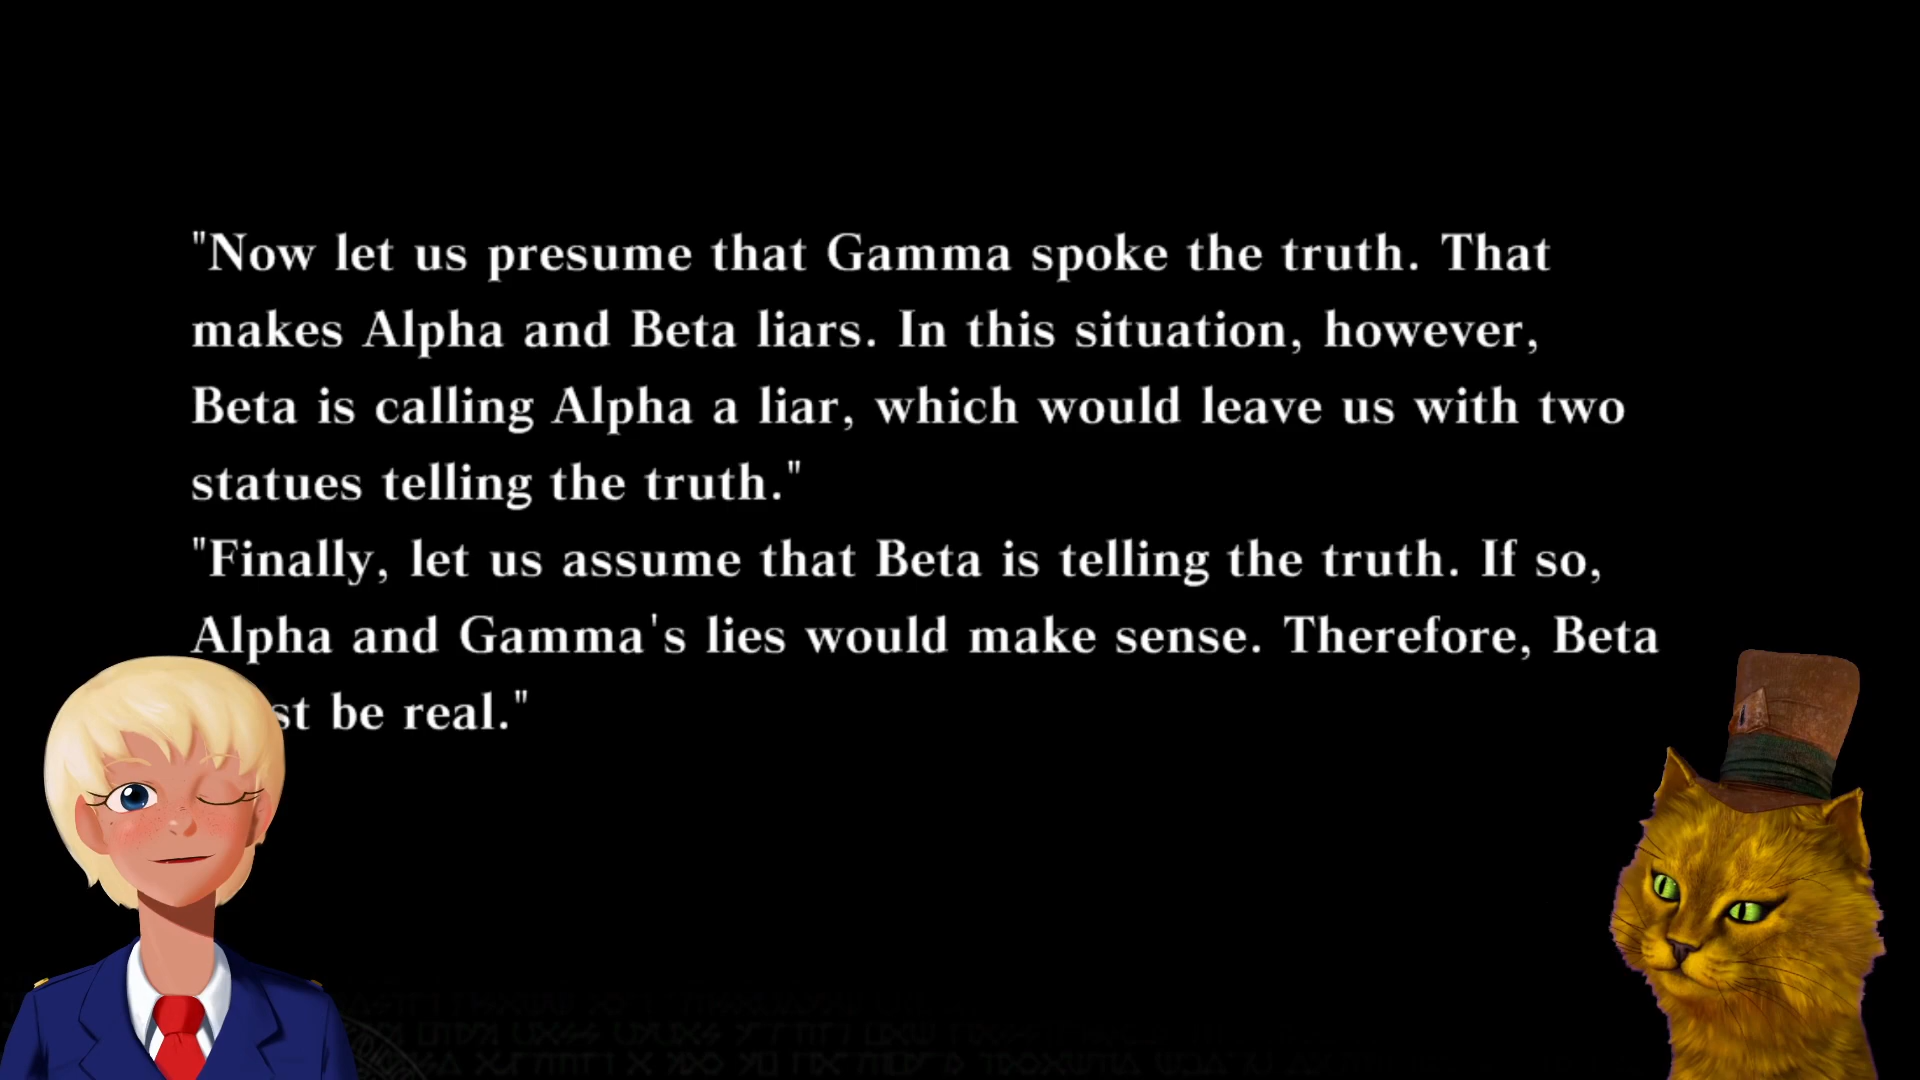 "Now let us presume that Gamma spoke the truth. That
makes Alpha and Beta liars. In this situation, however,
Beta is calling Alpha a liar, which would leave us with two
statues telling the truth."
"Finally, let us assume that Beta is telling the truth. If so,
Alpha and Gamma's lies would make sense. Therefore, Beta
be real."